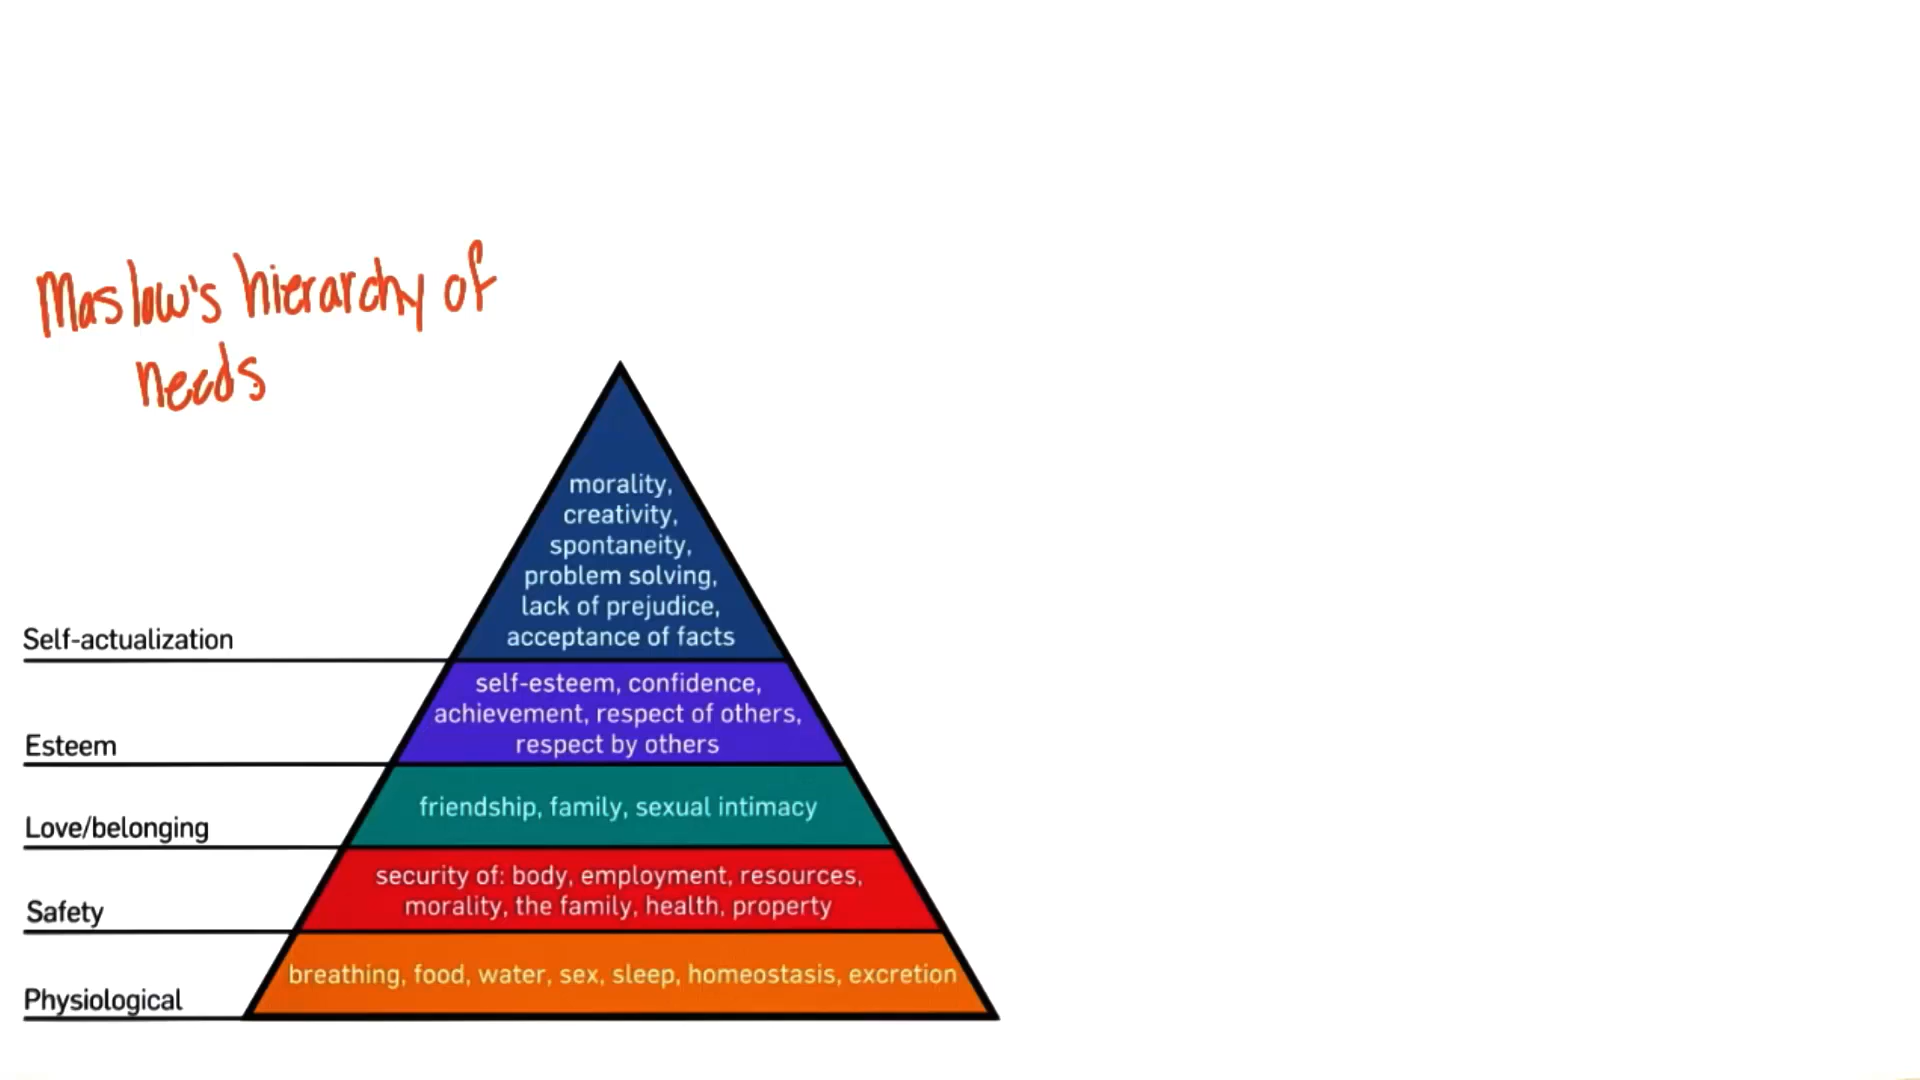 Maslow's hierarchy of
needs
morality,
creativity,
spontaneity,
problem solving,
lack of prejudice,
acceptance of facts
Self-actualization
self-esteem, confidence,
achievement, respect of others,
respect by others
Esteem
friendship, family, sexual intimacy
Love/belonging
security of: body, employment, resources,
morality, the family, health, property
Safety
breathing, food, water, sex, sleep, homeostasis, excretion
Physiological